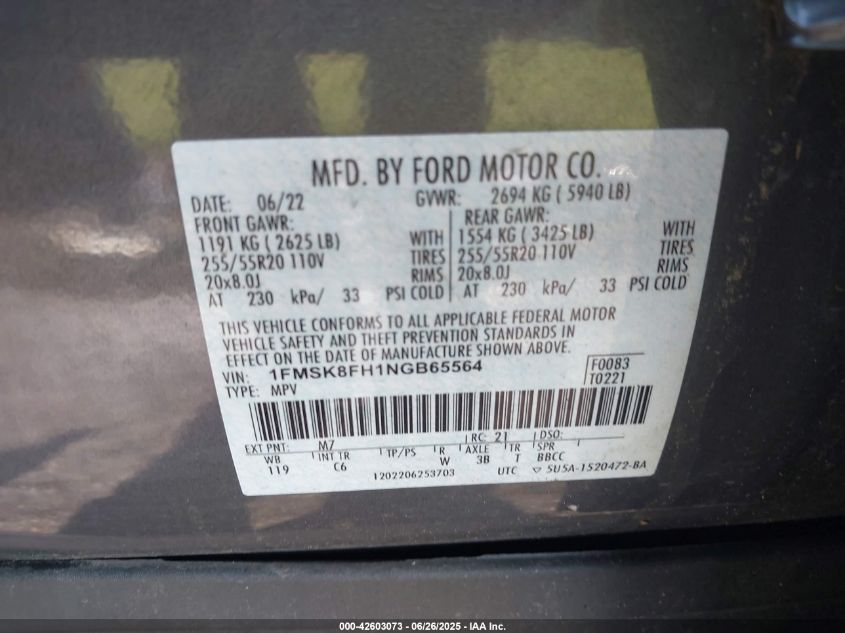 MFD. BY FORD MOTOR CO.
DATE: 06/22 GVWR: 2694 KG ( 5940 LB)
FRONT GAWR: REAR GAWR:
1191 KG ( 2625 LB) WITH 1554 KG ( 3425 LB) WITH
255/55R20 110V TIRES 255/55R20 110V TIRES
20x8.0J RIMS 20x8.0J RIMS
AT 230 kPa/ 33 PSI COLD AT 230 kPa/ 33 PSI COLD
THIS VEHICLE CONFORMS TO ALL APPLICABLE FEDERAL MOTOR
VEHICLE SAFETY AND THEFT PREVENTION STANDARDS IN
EFFECT ON THE DATE OF MANUFACTURE SHOWN ABOVE.
VIN: 1FMSK8FH1NGB65564 F0083
TYPE: MPV T0221
EXT PNT: MZ RC: 21 DSO:
WB INT TR TP/PS R AXLE TR SPR
119 C6 W 3B T BBCC
1202206253703 UTC ▽ 5U5A-1520472-BA
000-42603073 - 06/26/2025 - IAA Inc.